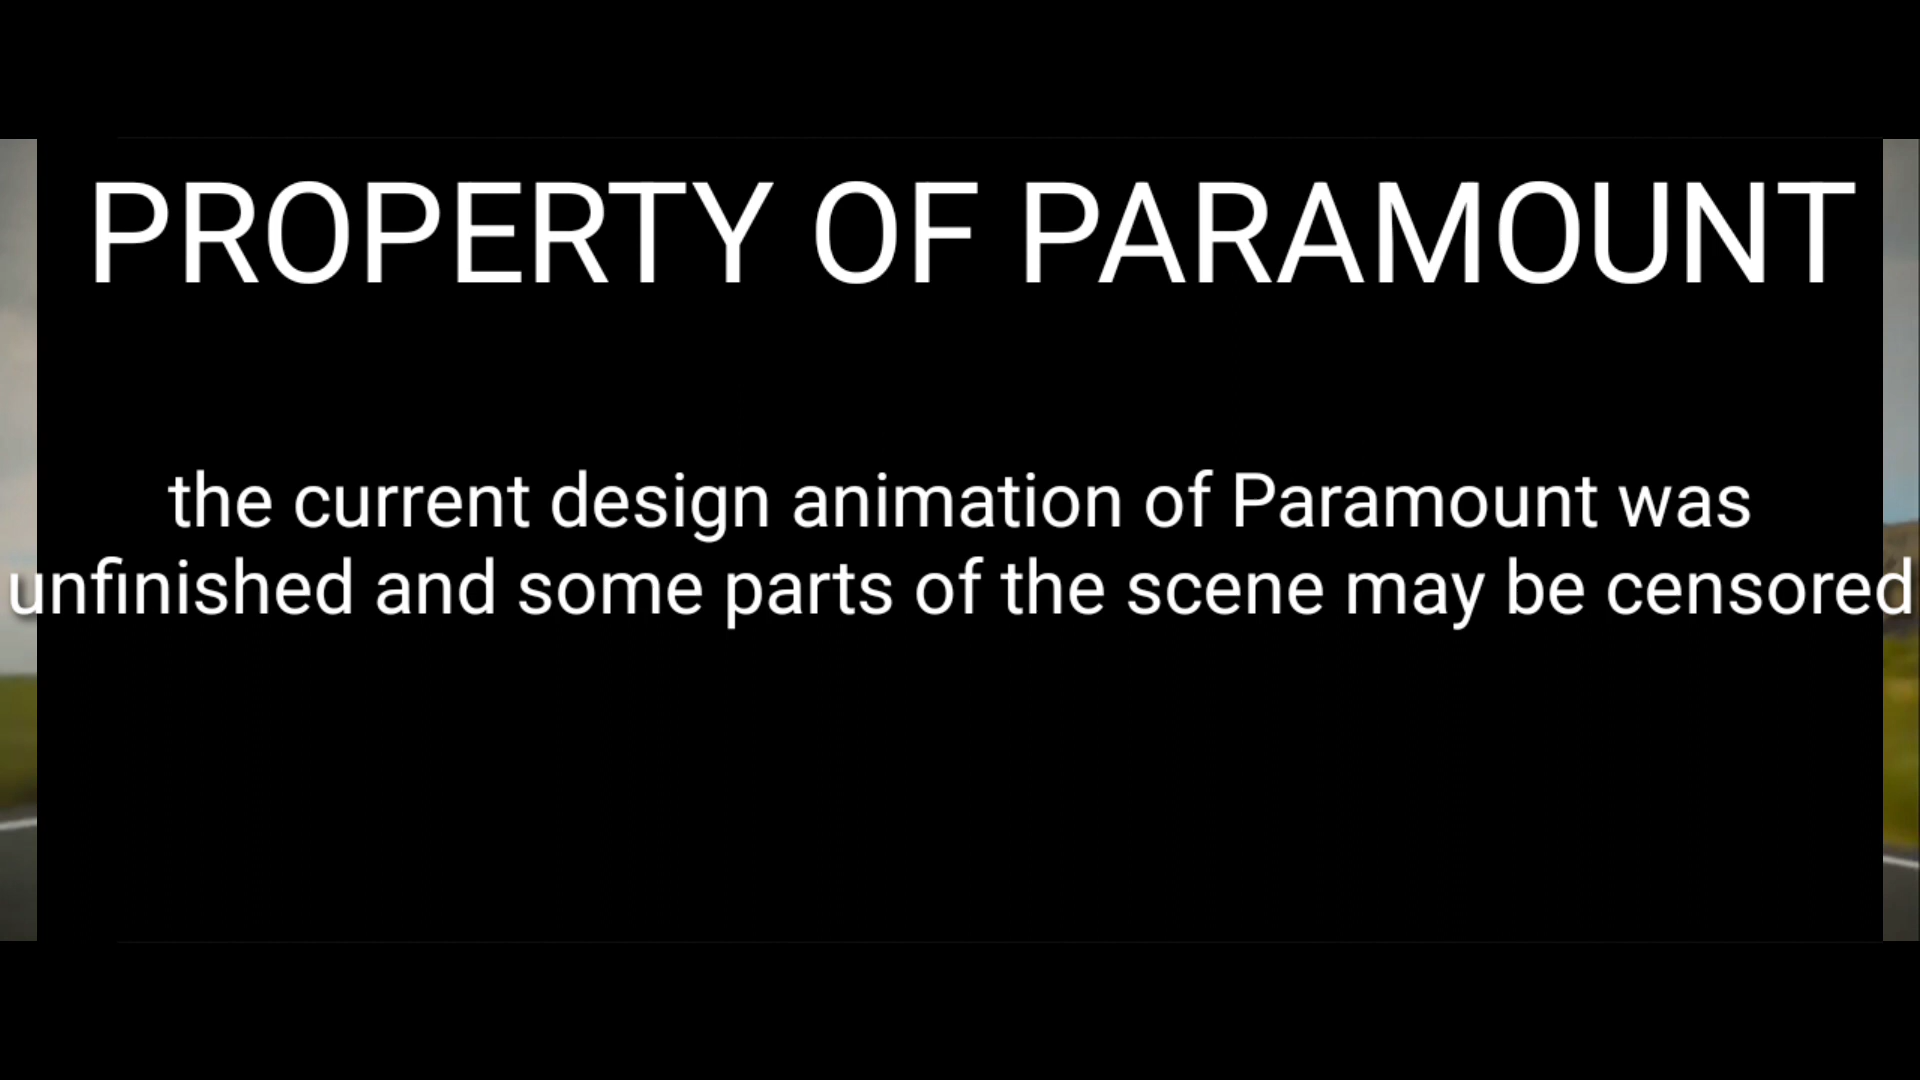 PROPERTY OF PARAMOUNT
the current design animation of Paramount was
unfinished and some parts of the scene may be censored